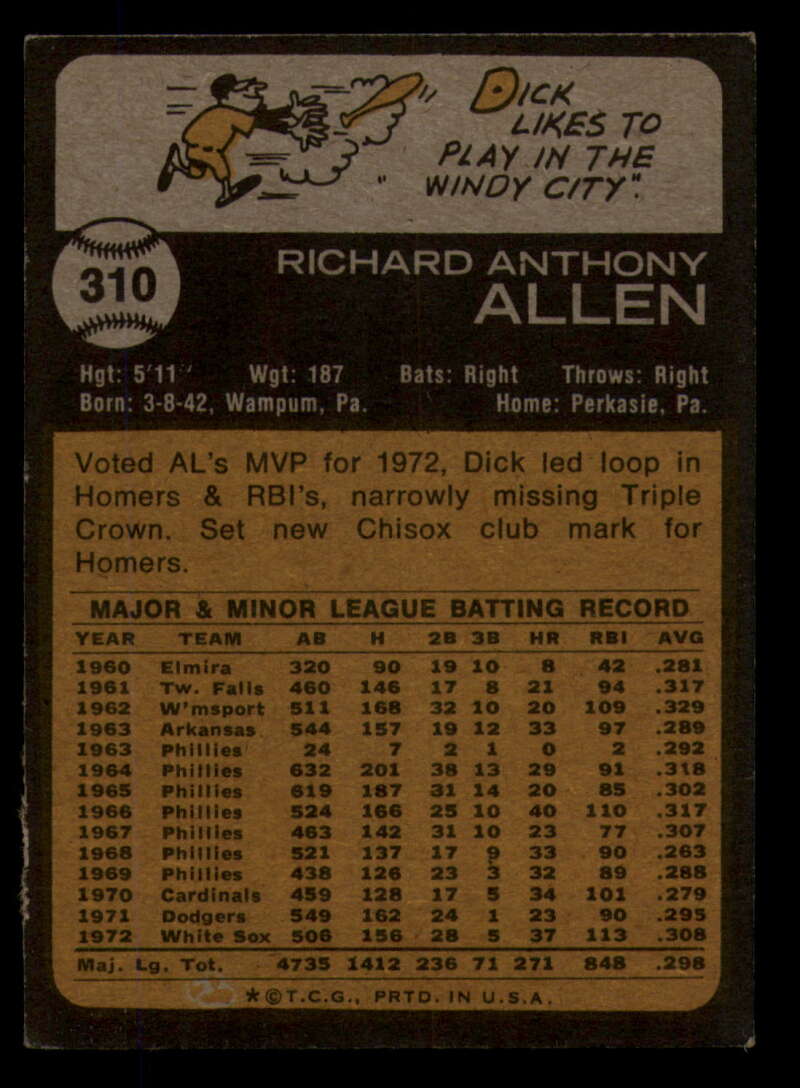 DICK
LIKES TO
PLAY IN THE
"WINDY CITY".
310
RICHARD ANTHONY
ALLEN
Hgt: 5'11" Wgt: 187 Bats: Right Throws: Right
Born: 3-8-42, Wampum, Pa. Home: Perkasie, Pa.
Voted AL's MVP for 1972, Dick led loop in
Homers & RBI's, narrowly missing Triple
Crown. Set new Chisox club mark for
Homers.
MAJOR & MINOR LEAGUE BATTING RECORD
YEAR TEAM AB H 2B 3B HR RBI AVG
1960 Elmira 320 90 19 10 8 42 .281
1961 Tw. Falls 460 146 17 8 21 94 .317
1962 W'msport 511 168 32 10 20 109 .329
1963 Arkansas 544 157 19 12 33 97 .289
1963 Phillies 24 7 2 1 0 2 .292
1964 Phillies 632 201 38 13 29 91 .318
1965 Phillies 619 187 31 14 20 85 .302
1966 Phillies 524 166 25 10 40 110 .317
1967 Phillies 463 142 31 10 23 77 .307
1968 Phillies 521 137 17 9 33 90 .263
1969 Phillies 438 126 23 3 32 89 .288
1970 Cardinals 459 128 17 5 34 101 .279
1971 Dodgers 549 162 24 1 23 90 .295
1972 White Sox 506 156 28 5 37 113 .308
Maj. Lg. Tot. 4735 1412 236 71 271 848 .298
*©T.C.G., PRTD. IN U.S.A.